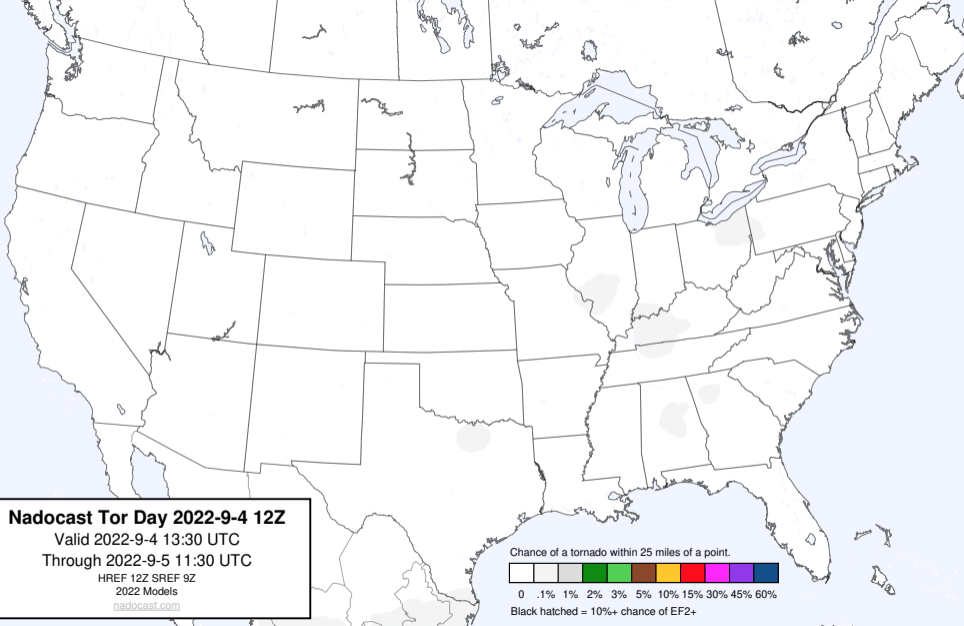 Nadocast Tor Day 2022-9-4 12Z
Valid 2022-9-4 13:30 UTC
Through 2022-9-5 11:30 UTC
HREF 12Z SREF 9Z
2022 Models
nadocast.com
Chance of a tornado within 25 miles of a point.
0 .1% 1% 2% 3% 5% 10% 15% 30% 45% 60%
Black hatched = 10%+ chance of EF2+